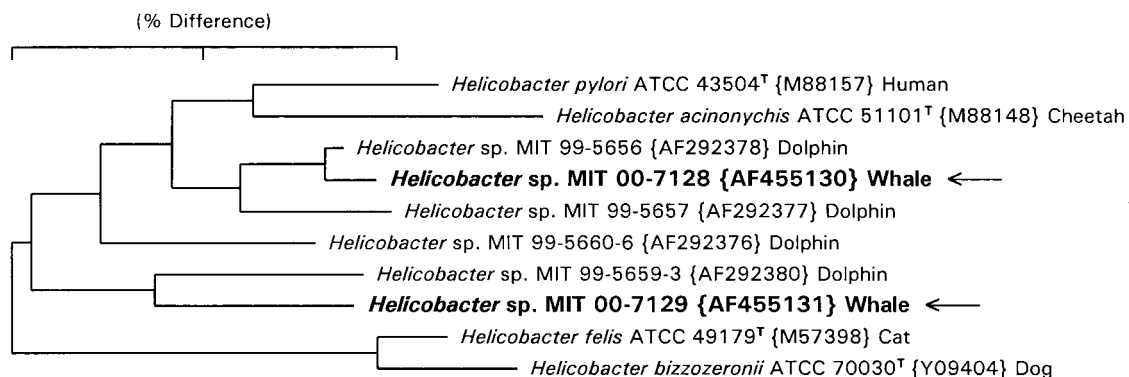 (% Difference)
Helicobacter pylori ATCC 43504ᵀ {M88157} Human
Helicobacter acinonychis ATCC 51101ᵀ {M88148} Cheetah
Helicobacter sp. MIT 99-5656 {AF292378} Dolphin
Helicobacter sp. MIT 00-7128 {AF455130} Whale
Helicobacter sp. MIT 99-5657 {AF292377} Dolphin
Helicobacter sp. MIT 99-5660-6 {AF292376} Dolphin
Helicobacter sp. MIT 99-5659-3 {AF292380} Dolphin
Helicobacter sp. MIT 00-7129 {AF455131} Whale
Helicobacter felis ATCC 49179ᵀ {M57398} Cat
Helicobacter bizzozeronii ATCC 70030ᵀ {Y09404} Dog